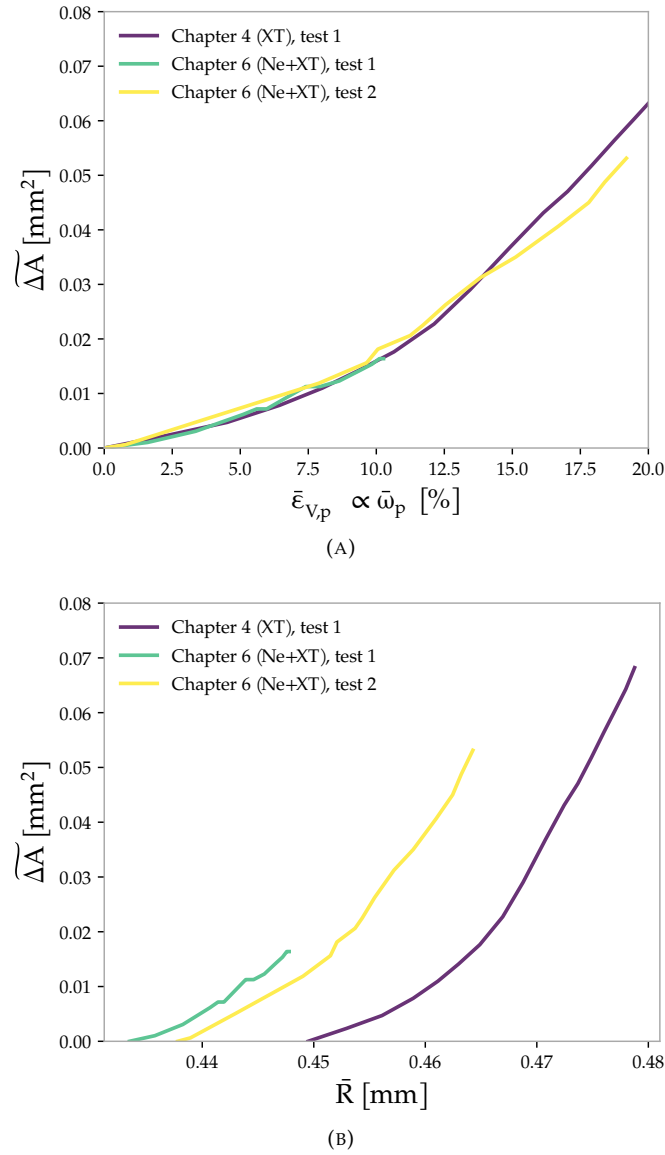 0.08
0.07
0.06
0.05
0.04
0.03
0.02
0.01
0.00
Chapter 4 (XT), test 1
Chapter 6 (Ne+XT), test 1
Chapter 6 (Ne+XT), test 2
ΔA [mm²]
0.0 2.5 5.0 7.5 10.0 12.5 15.0 17.5 20.0
ε̄V,p ∝ ω̄p [%]
(A)
0.08
0.07
0.06
0.05
0.04
0.03
0.02
0.01
0.00
Chapter 4 (XT), test 1
Chapter 6 (Ne+XT), test 1
Chapter 6 (Ne+XT), test 2
ΔA [mm²]
0.44 0.45 0.46 0.47 0.48
R̄ [mm]
(B)